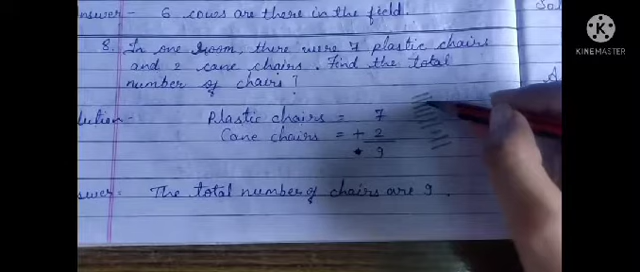 nswer- 6 cows are there in the field.
8. In one room, there were 7 plastic chairs
and 2 cane chairs. Find the total
number of chairs?
lution- Plastic chairs = 7
Cane chairs = + 2
9
swer- The total number of chairs are 9.
KINEMASTER